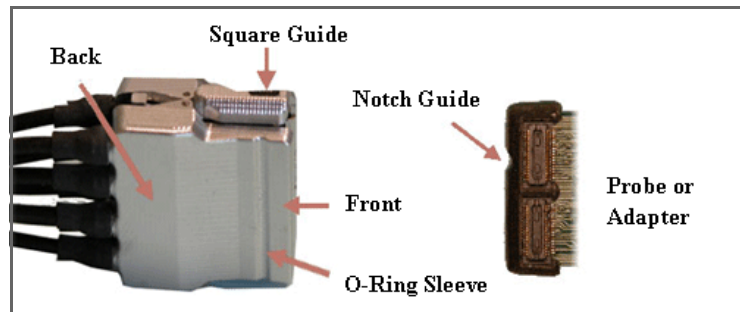 Square Guide
Back
Notch Guide
Probe or
Adapter
Front
O-Ring Sleeve